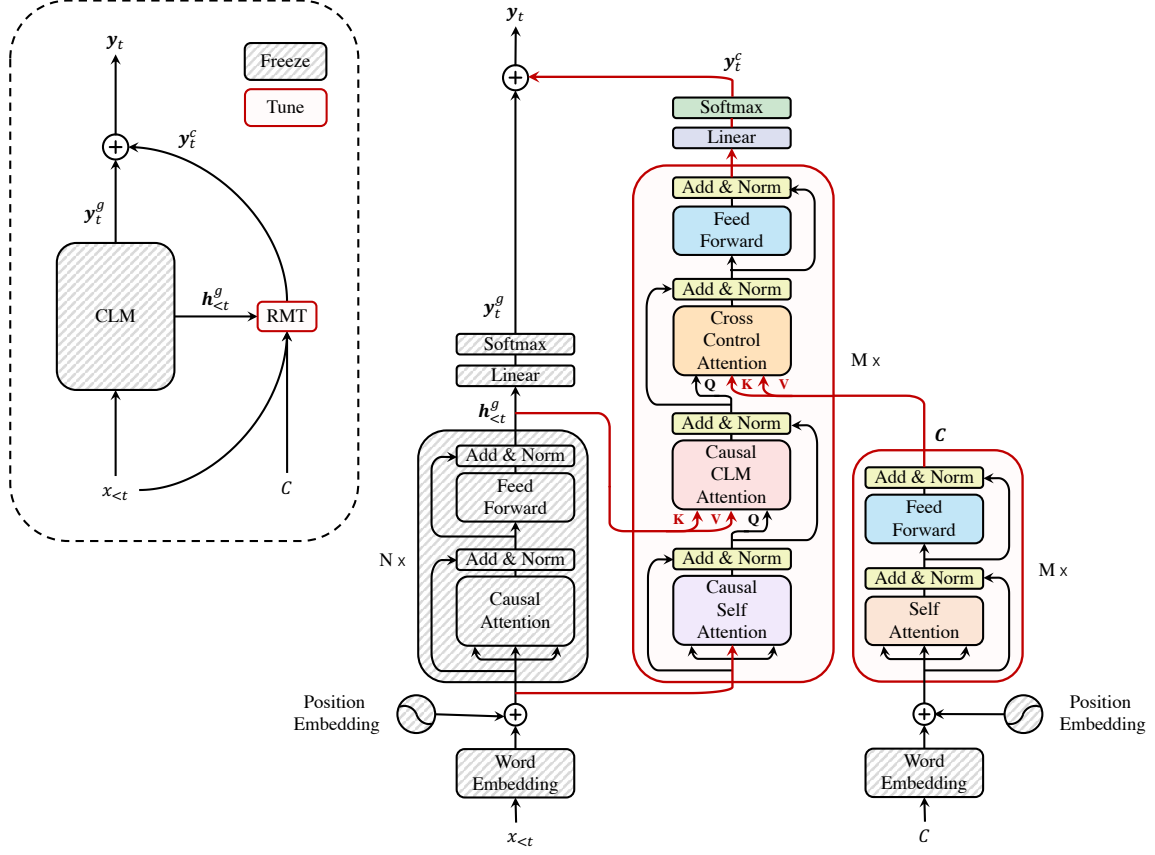 y_t
Freeze
Tune
y_t^c
y_t^g
CLM
h_{<t}^g
RMT
x_{<t}
C
y_t
y_t^g
Softmax
Linear
h_{<t}^g
Add & Norm
Feed
Forward
Add & Norm
Causal
Attention
N x
Position
Embedding
Word
Embedding
x_{<t}
y_t^c
Softmax
Linear
Add & Norm
Feed
Forward
Add & Norm
Cross
Control
Attention
Q
K
V
M x
Add & Norm
Causal
CLM
Attention
K
V
Q
Add & Norm
Causal
Self
Attention
C
Add & Norm
Feed
Forward
Add & Norm
Self
Attention
M x
Position
Embedding
Word
Embedding
C